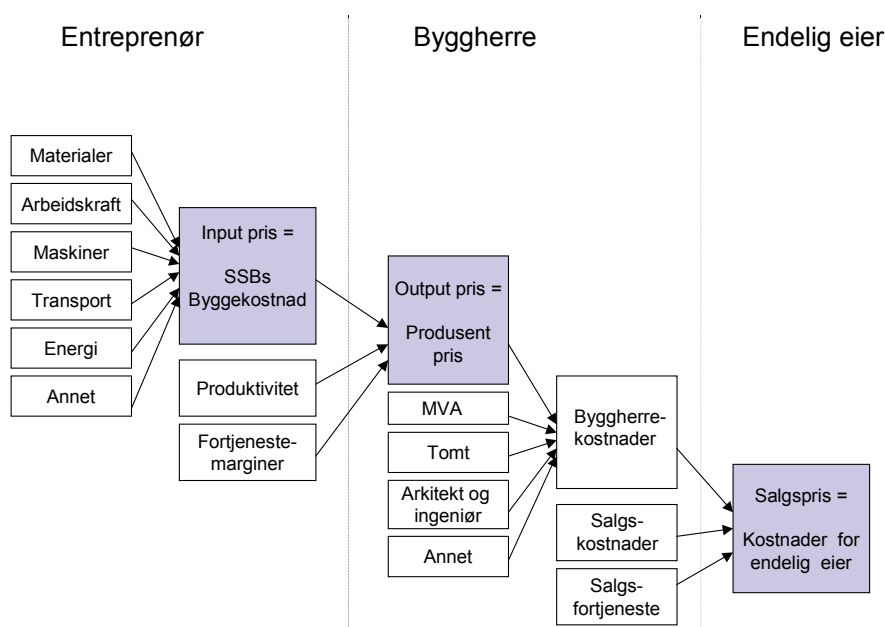 Entreprenør
Byggherre
Endelig eier
Materialer
Arbeidskraft
Maskiner
Transport
Energi
Annet
Input pris =
SSBs
Byggekostnad
Produktivitet
Fortjeneste-
marginer
Output pris =
Produsent
pris
MVA
Tomt
Arkitekt og
ingeniør
Annet
Byggherre-
kostnader
Salgs-
kostnader
Salgs-
fortjeneste
Salgspris =
Kostnader for
endelig eier